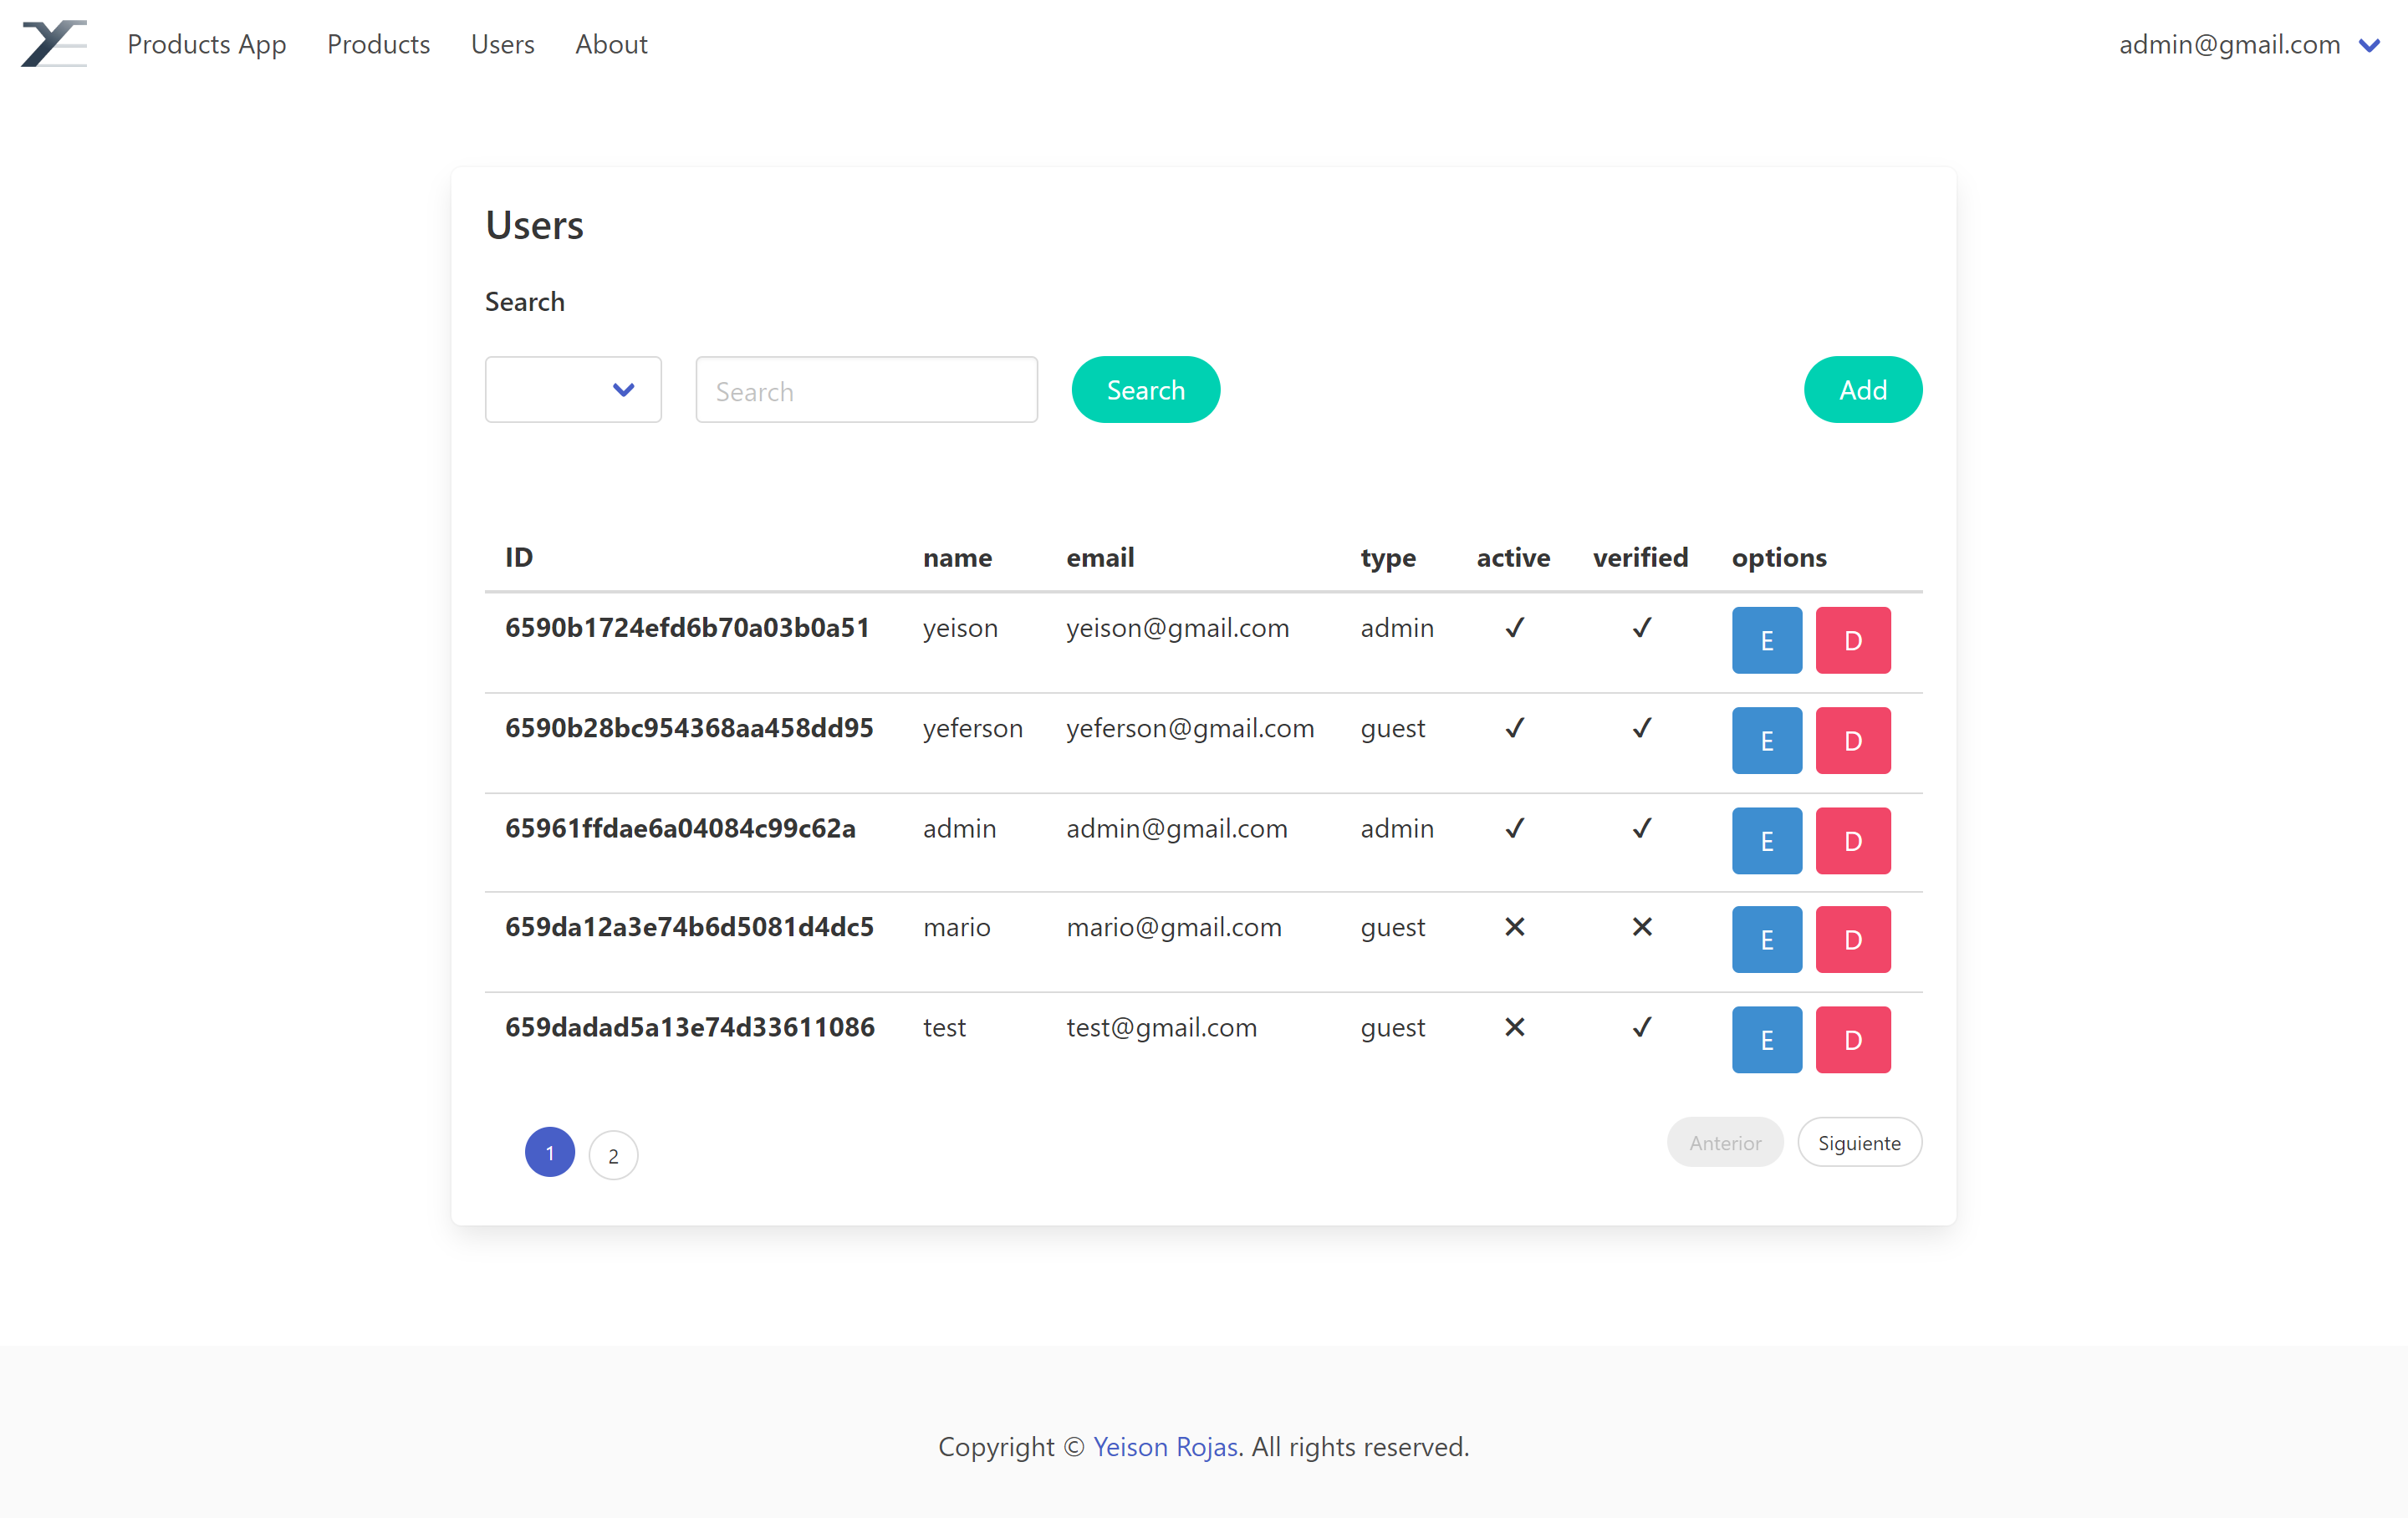 Products App Products Users About admin@gmail.com
Users
Search
Search Search Add
ID name email type active verified options
6590b1724efd6b70a03b0a51 yeison yeison@gmail.com admin ✓ ✓ E D
6590b28bc954368aa458dd95 yeferson yeferson@gmail.com guest ✓ ✓ E D
65961ffdae6a04084c99c62a admin admin@gmail.com admin ✓ ✓ E D
659da12a3e74b6d5081d4dc5 mario mario@gmail.com guest ✕ ✕ E D
659dadad5a13e74d33611086 test test@gmail.com guest ✕ ✓ E D
1 2 Anterior Siguiente
Copyright © Yeison Rojas. All rights reserved.